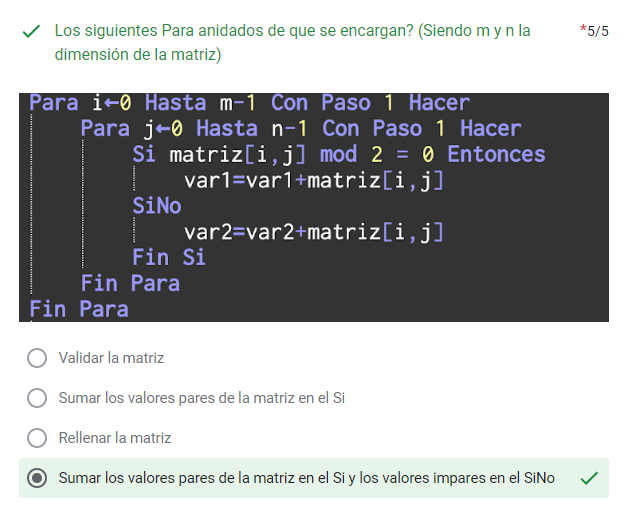 Los siguientes Para anidados de que se encargan? (Siendo m y n la
dimensión de la matriz)
*5/5
Para i←0 Hasta m-1 Con Paso 1 Hacer
Para j←0 Hasta n-1 Con Paso 1 Hacer
Si matriz[i,j] mod 2 = 0 Entonces
var1=var1+matriz[i,j]
SiNo
var2=var2+matriz[i,j]
Fin Si
Fin Para
Fin Para
Validar la matriz
Sumar los valores pares de la matriz en el Si
Rellenar la matriz
Sumar los valores pares de la matriz en el Si y los valores impares en el SiNo